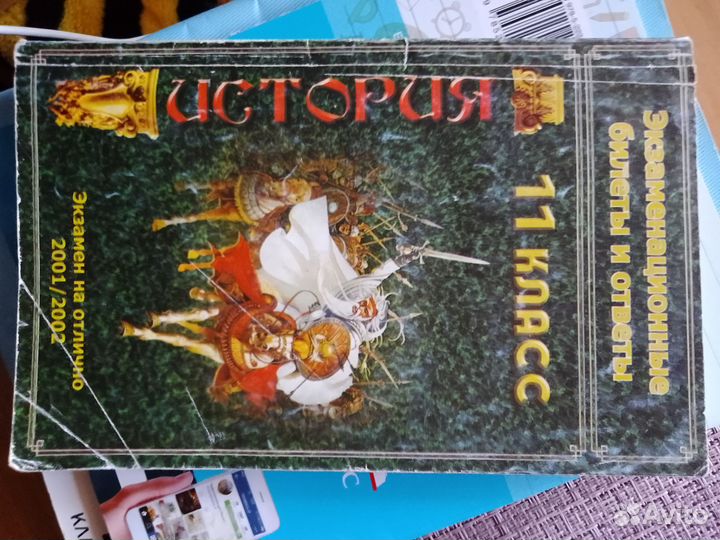 Экзаменационные
билеты и ответы
11 КЛАСС
ИСТОРИЯ
Экзамен на отлично
2001/2002
Avito